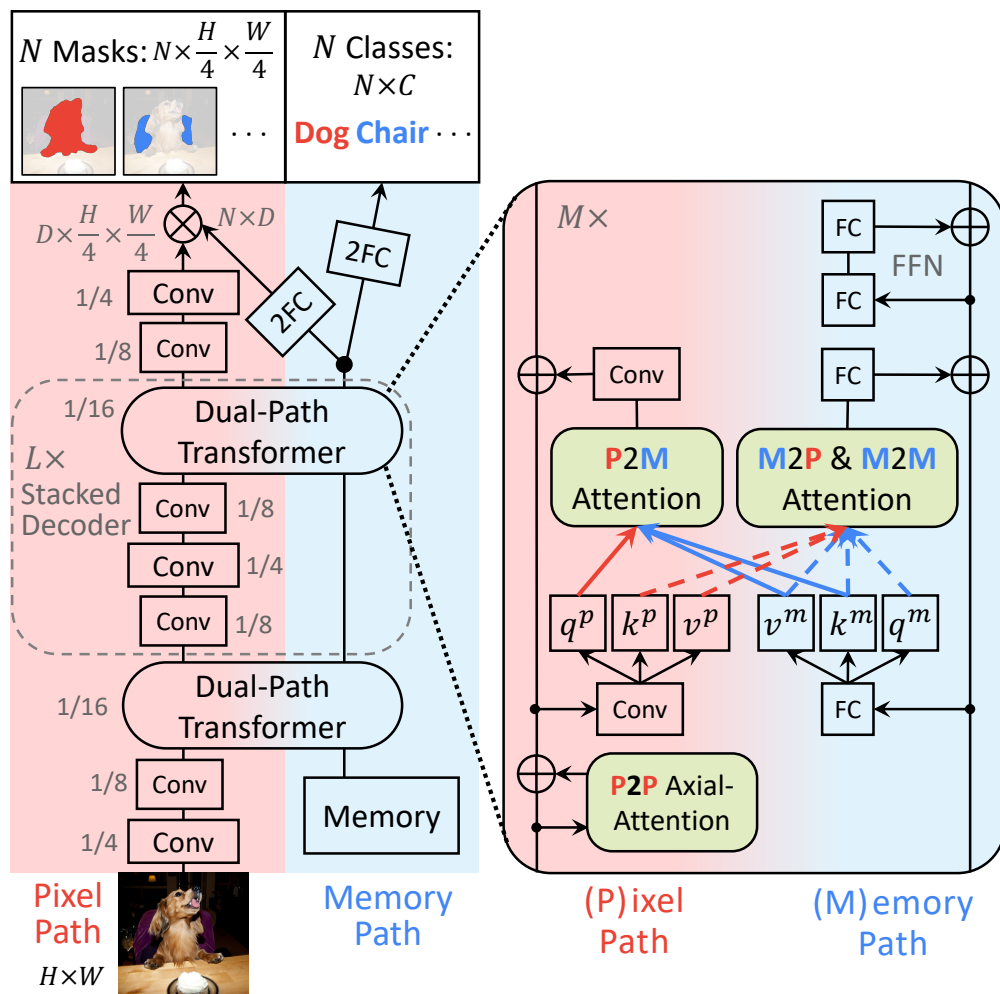 N Masks: N×H/4×W/4
N Classes:
N×C
Dog Chair ···
···
D×H/4×W/4
N×D
2FC
2FC
1/4
Conv
1/8
Conv
1/16
Dual-Path
Transformer
L×
Stacked
Decoder
Conv
1/8
Conv
1/4
Conv
1/8
1/16
Dual-Path
Transformer
1/8
Conv
1/4
Conv
Memory
Pixel
Path
H×W
Memory
Path
M×
FC
FFN
FC
Conv
FC
P2M
Attention
M2P & M2M
Attention
q^p
k^p
v^p
v^m
k^m
q^m
Conv
FC
P2P Axial-
Attention
(P)ixel
Path
(M)emory
Path